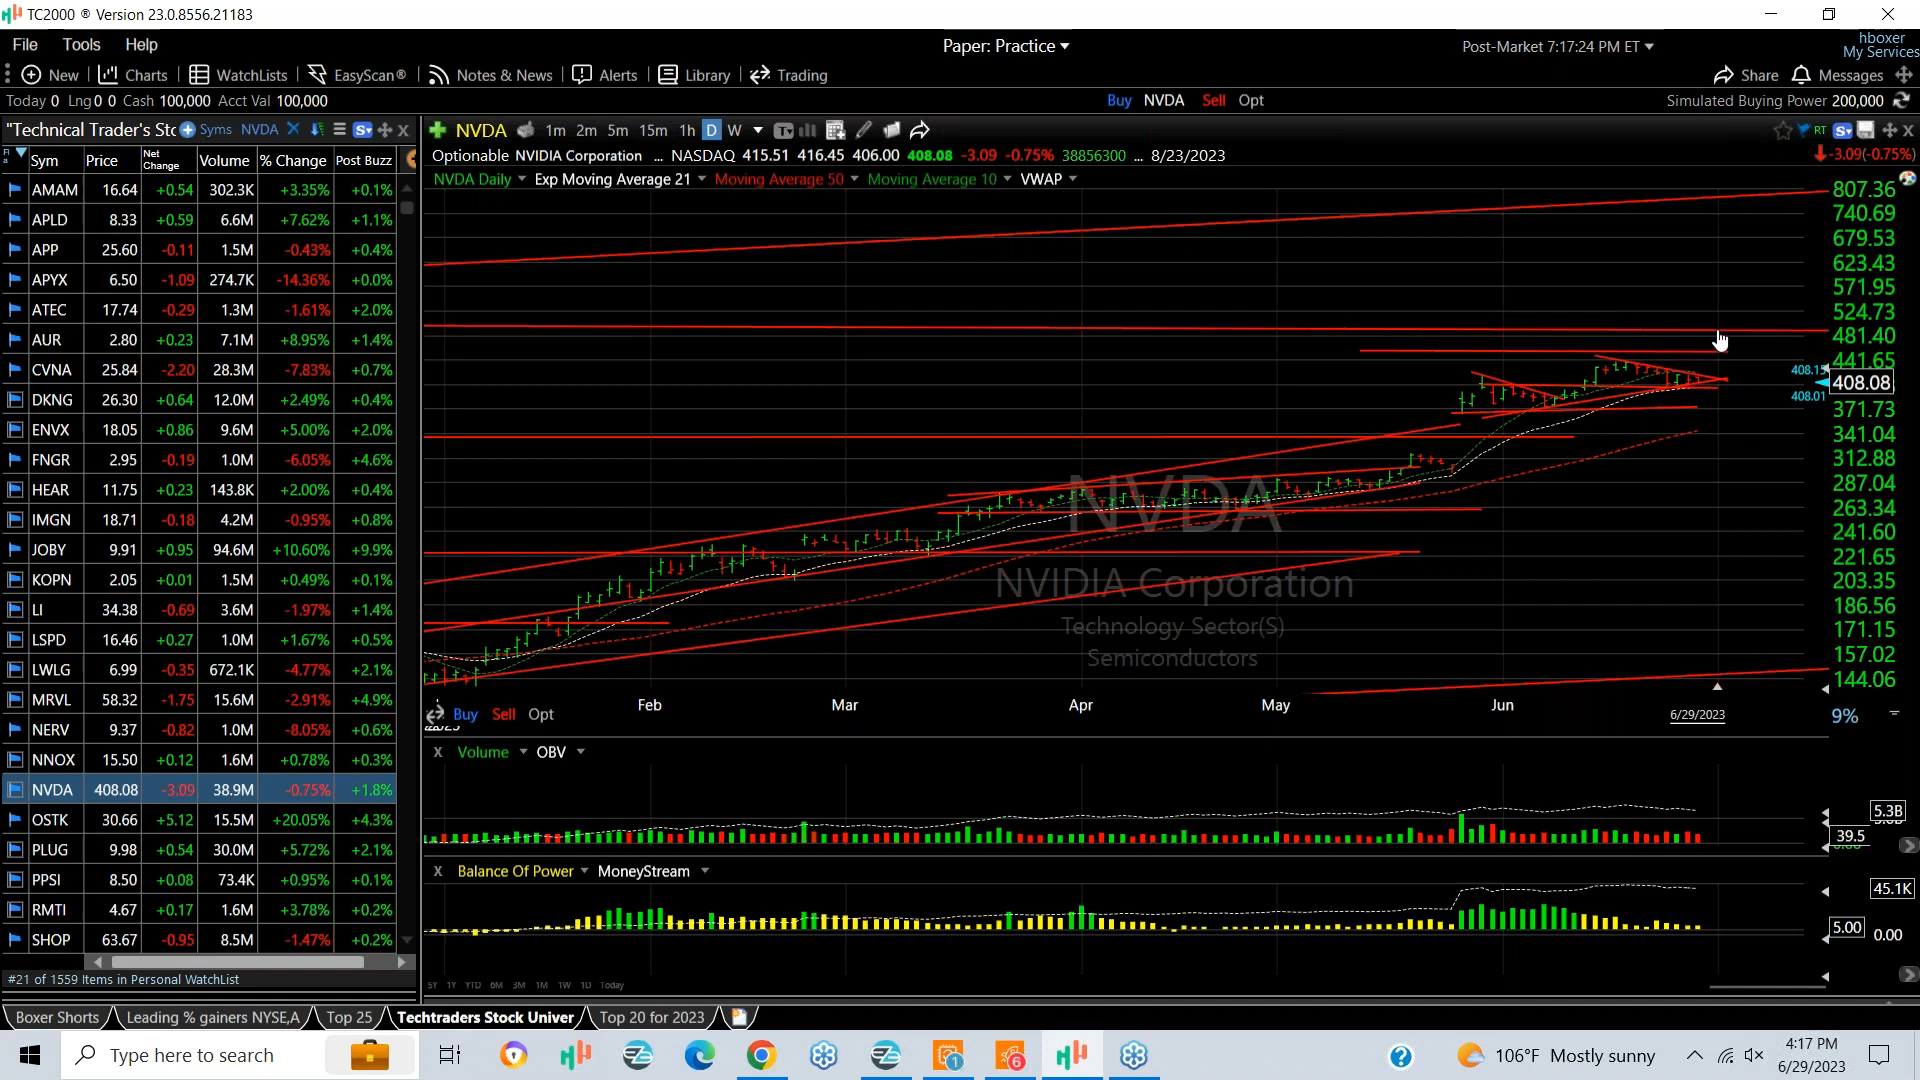 TC2000 ® Version 23.0.8556.21183
File Tools Help
Paper: Practice
Post-Market 7:17:24 PM ET
hboxer
My Services
New Charts WatchLists EasyScan® Notes & News Alerts Library Trading
Share Messages
Today 0 Lng 0 0 Cash 100,000 Acct Val 100,000
Buy NVDA Sell Opt
Simulated Buying Power 200,000
"Technical Trader's Stc Syms NVDA
NVDA 1m 2m 5m 15m 1h D W
RT
Optionable NVIDIA Corporation ... NASDAQ 415.51 416.45 406.00 408.08 -3.09 -0.75% 38856300 ... 8/23/2023
-3.09(-0.75%)
NVDA Daily Exp Moving Average 21 Moving Average 50 Moving Average 10 VWAP
Sym Price Net Change Volume % Change Post Buzz
AMAM 16.64 +0.54 302.3K +3.35% +0.1%
APLD 8.33 +0.59 6.6M +7.62% +1.1%
APP 25.60 -0.11 1.5M -0.43% +0.4%
APYX 6.50 -1.09 274.7K -14.36% +0.0%
ATEC 17.74 -0.29 1.3M -1.61% +2.0%
AUR 2.80 +0.23 7.1M +8.95% +1.4%
CVNA 25.84 -2.20 28.3M -7.83% +0.7%
DKNG 26.30 +0.64 12.0M +2.49% +0.4%
ENVX 18.05 +0.86 9.6M +5.00% +2.0%
FNGR 2.95 -0.19 1.0M -6.05% +4.6%
HEAR 11.75 +0.23 143.8K +2.00% +0.4%
IMGN 18.71 -0.18 4.2M -0.95% +0.8%
JOBY 9.91 +0.95 94.6M +10.60% +9.9%
KOPN 2.05 +0.01 1.5M +0.49% +0.1%
LI 34.38 -0.69 3.6M -1.97% +1.4%
LSPD 16.46 +0.27 1.0M +1.67% +0.5%
LWLG 6.99 -0.35 672.1K -4.77% +2.1%
MRVL 58.32 -1.75 15.6M -2.91% +4.9%
NERV 9.37 -0.82 1.0M -8.05% +0.6%
NNOX 15.50 +0.12 1.6M +0.78% +0.3%
NVDA 408.08 -3.09 38.9M -0.75% +1.8%
OSTK 30.66 +5.12 15.5M +20.05% +4.3%
PLUG 9.98 +0.54 30.0M +5.72% +2.1%
PPSI 8.50 +0.08 73.4K +0.95% +0.1%
RMTI 4.67 +0.17 1.6M +3.78% +0.2%
SHOP 63.67 -0.95 8.5M -1.47% +0.2%
#21 of 1559 Items in Personal WatchList
807.36
740.69
679.53
623.43
571.95
524.73
481.40
441.65
408.15
408.08
408.01
371.73
341.04
312.88
287.04
263.34
241.60
221.65
203.35
186.56
171.15
157.02
144.06
NVDA
NVIDIA Corporation
Technology Sector(S)
Semiconductors
Feb Mar Apr May Jun
6/29/2023
9%
Buy Sell Opt
X Volume OBV
5.3B
39.5
X Balance Of Power MoneyStream
45.1K
5.00 0.00
5Y 1Y YTD 6M 3M 1M 1W 1D Today
Boxer Shorts Leading % gainers NYSE,A Top 25 Techtraders Stock Univer Top 20 for 2023
Type here to search
1
6
106°F Mostly sunny
4:17 PM
6/29/2023